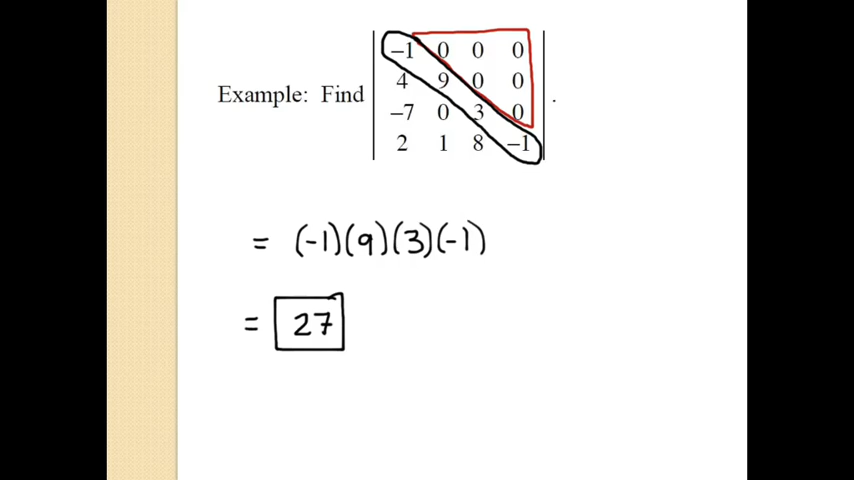 Example: Find | –1 0 0 0 |
| 4 9 0 0 |
| –7 0 3 0 | .
| 2 1 8 –1 |
= (-1)(9)(3)(-1)
= 27